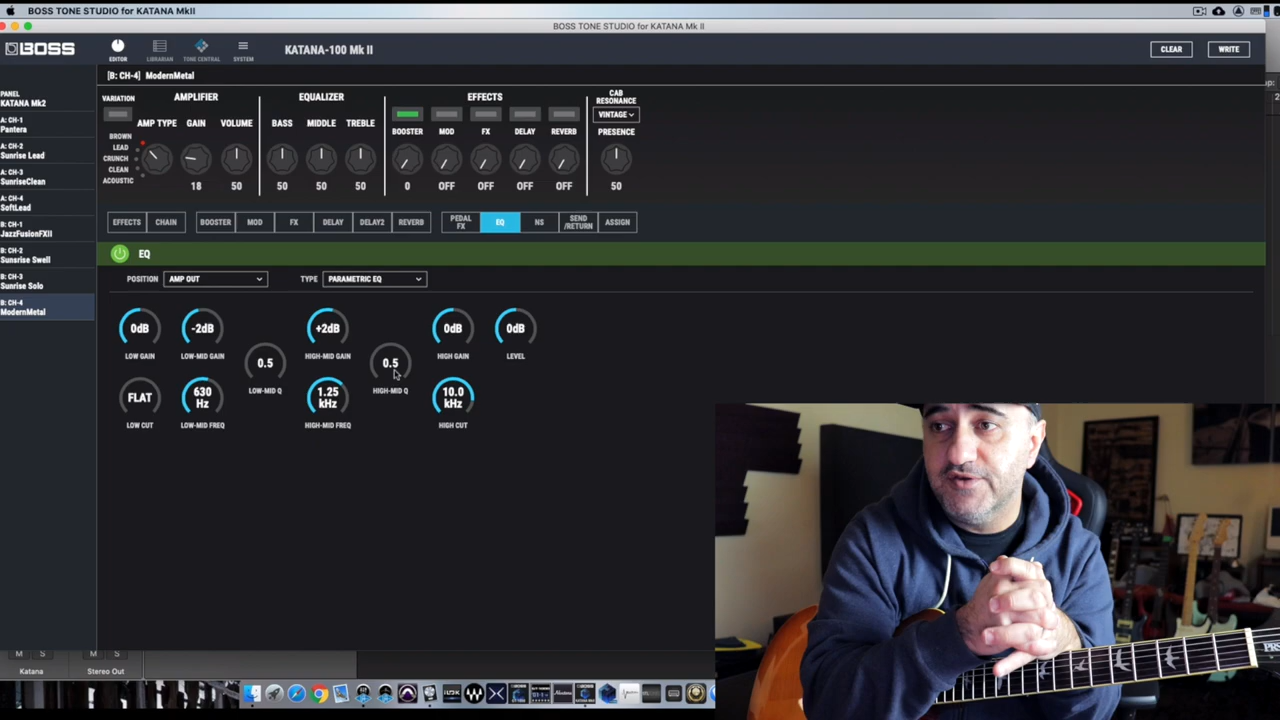 BOSS TONE STUDIO for KATANA MkII
BOSS TONE STUDIO for KATANA Mk II
BOSS
EDITOR
LIBRARIAN
TONE CENTRAL
SYSTEM
KATANA-100 Mk II
CLEAR
WRITE
[B: CH-4] ModernMetal
PANEL
KATANA Mk2
A: CH-1
Pantera
A: CH-2
Sunrise Lead
A: CH-3
SunriseClean
A: CH-4
SoftLead
B: CH-1
JazzFusionFXII
B: CH-2
Sunsrise Swell
B: CH-3
Sunrise Solo
B: CH-4
ModernMetal
VARIATION
AMPLIFIER
AMP TYPE
GAIN
VOLUME
BROWN
LEAD
CRUNCH
CLEAN
ACOUSTIC
18
50
EQUALIZER
BASS
MIDDLE
TREBLE
50
50
50
EFFECTS
BOOSTER
MOD
FX
DELAY
REVERB
0
OFF
OFF
OFF
OFF
CAB
RESONANCE
VINTAGE
PRESENCE
50
EFFECTS
CHAIN
BOOSTER
MOD
FX
DELAY
DELAY2
REVERB
PEDAL
FX
EQ
NS
SEND
/RETURN
ASSIGN
EQ
POSITION
AMP OUT
TYPE
PARAMETRIC EQ
0dB
LOW GAIN
-2dB
LOW-MID GAIN
0.5
LOW-MID Q
+2dB
HIGH-MID GAIN
0.5
HIGH-MID Q
0dB
HIGH GAIN
0dB
LEVEL
FLAT
LOW CUT
630
Hz
LOW-MID FREQ
1.25
kHz
HIGH-MID FREQ
10.0
kHz
HIGH CUT
M S
M S
Katana
Stereo Out
PRS